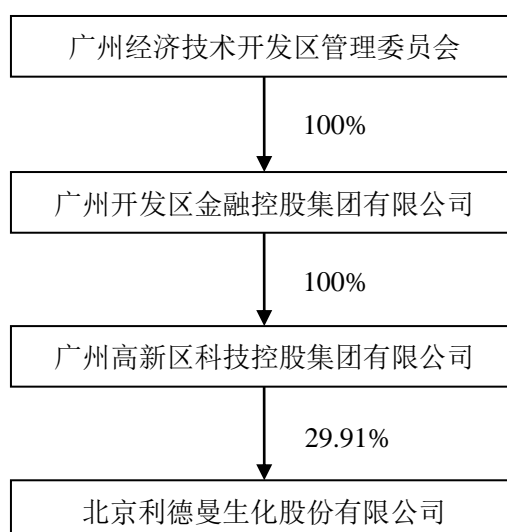 广州经济技术开发区管理委员会
100%
广州开发区金融控股集团有限公司
100%
广州高新区科技控股集团有限公司
29.91%
北京利德曼生化股份有限公司